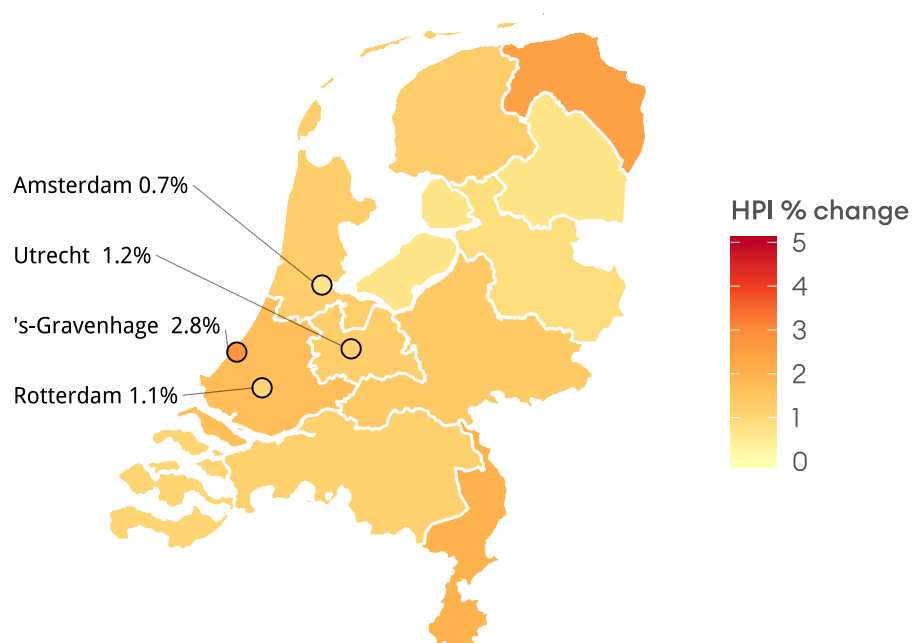 Amsterdam 0.7%
Utrecht 1.2%
's-Gravenhage 2.8%
Rotterdam 1.1%
HPI % change
5
4
3
2
1
0